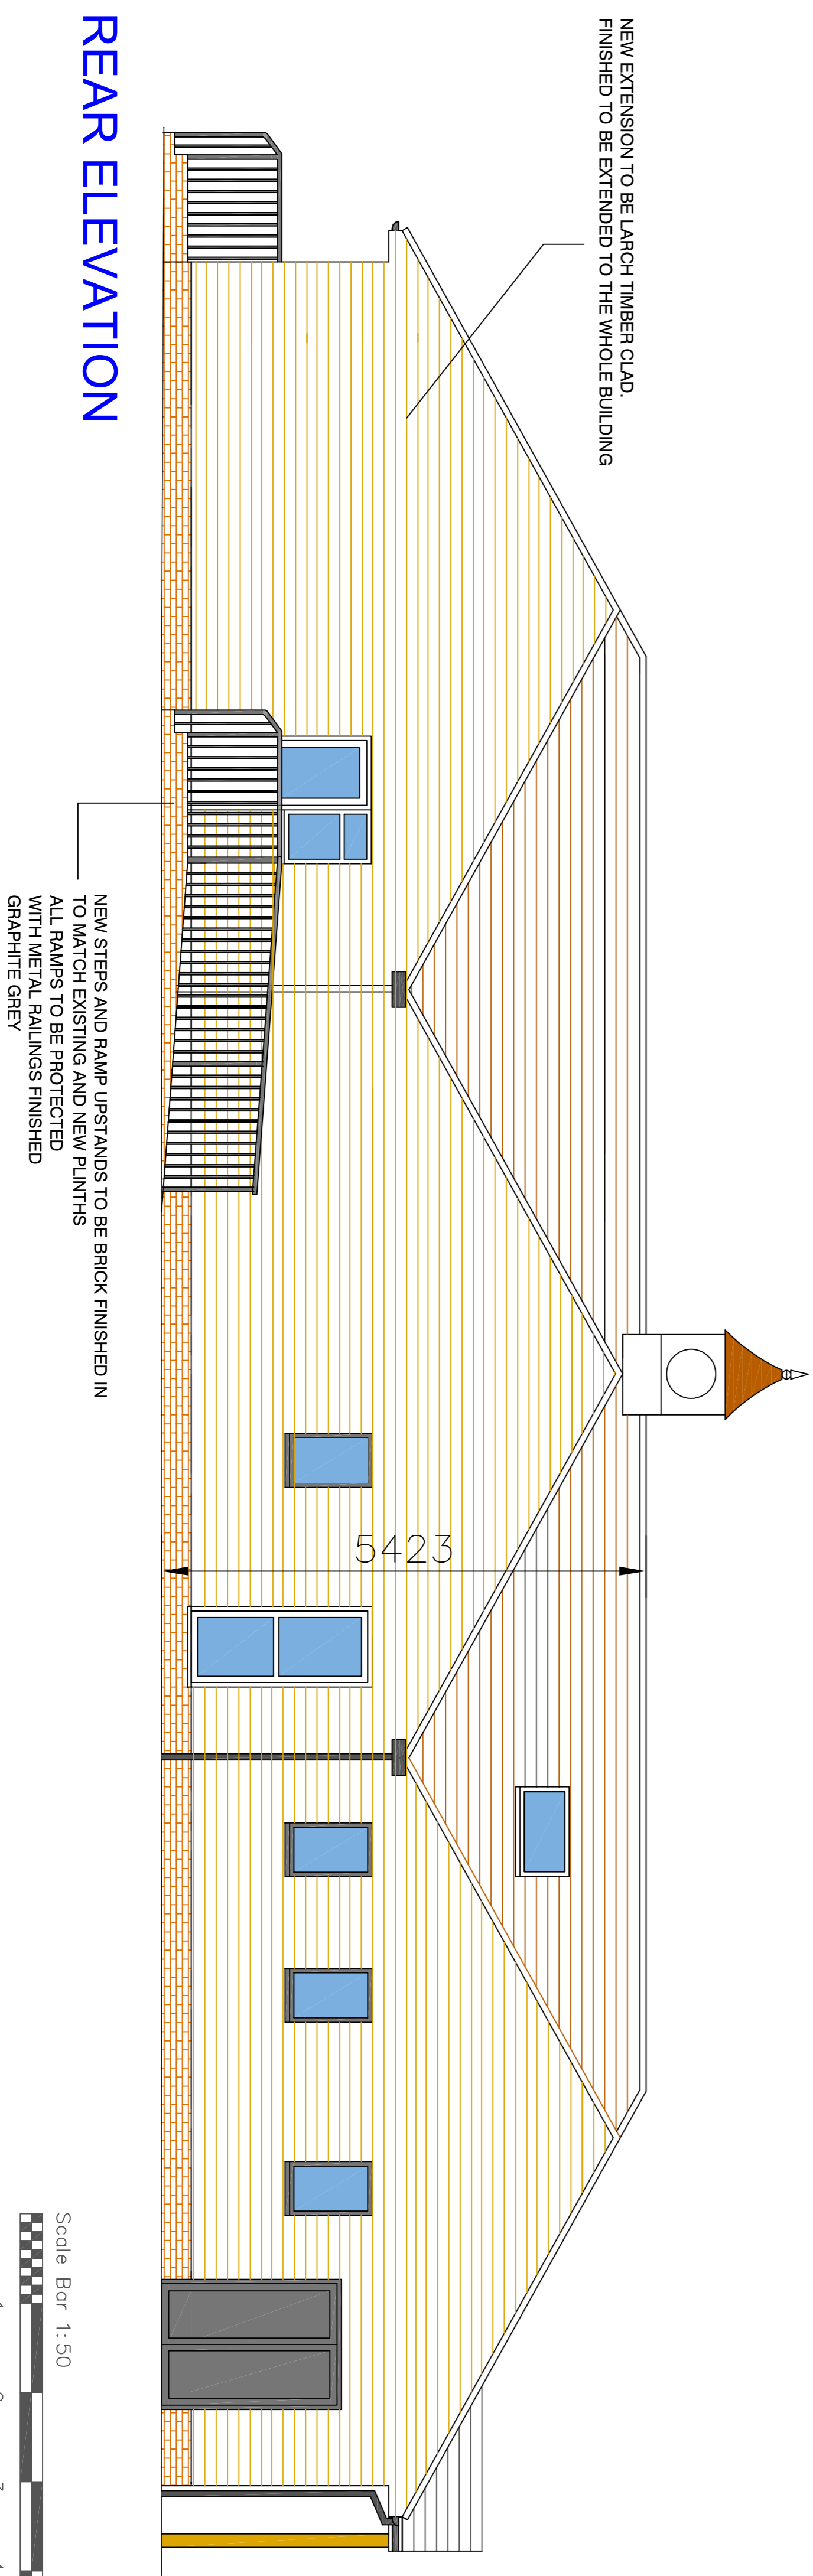 NEW EXTENSION TO BE LARCH TIMBER CLAD.
FINISHED TO BE EXTENDED TO THE WHOLE BUILDING
5423
REAR ELEVATION
NEW STEPS AND RAMP UPSTANDS TO BE BRICK FINISHED IN
TO MATCH EXISTING AND NEW PLINTHS
ALL RAMPS TO BE PROTECTED
WITH METAL RAILINGS FINISHED
GRAPHITE GREY
Scale Bar 1:50